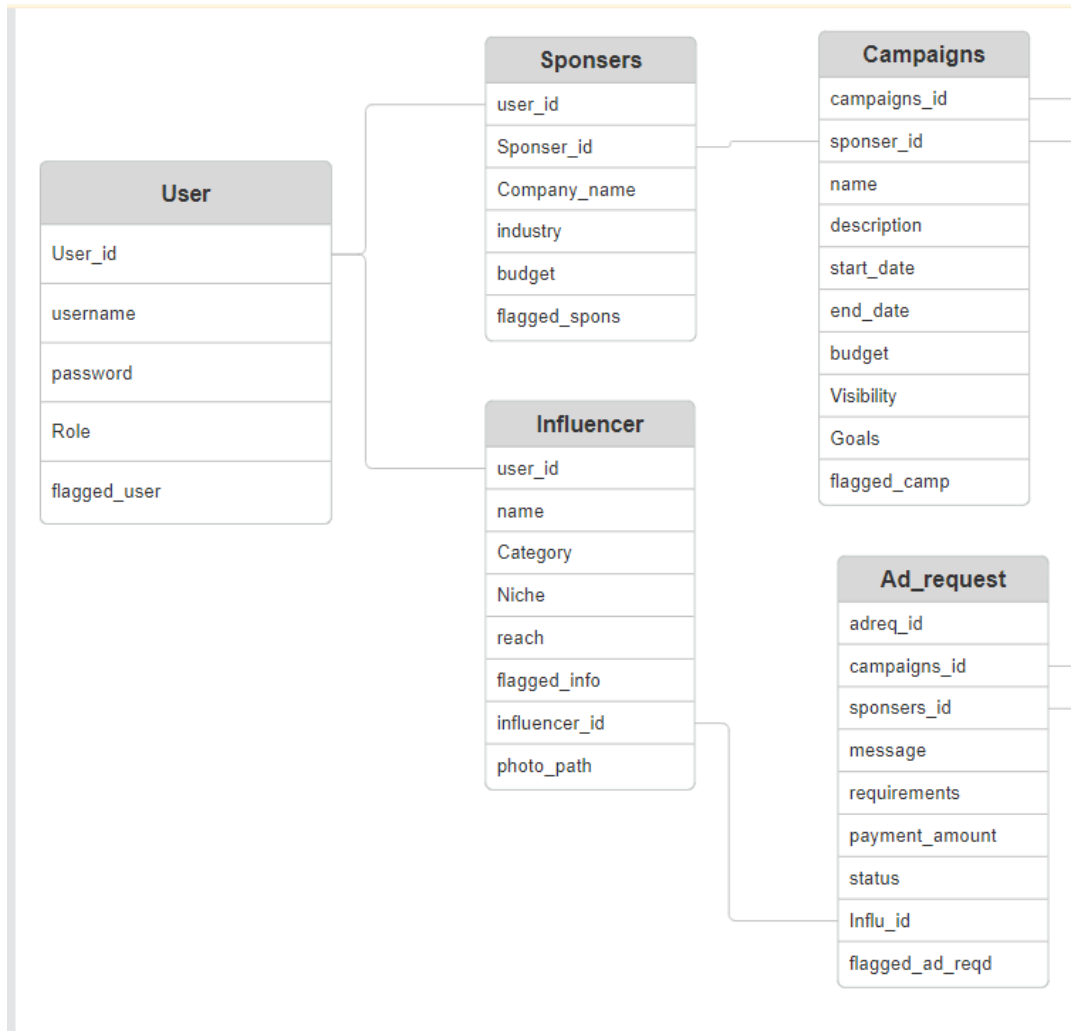 User
User_id
username
password
Role
flagged_user
Sponsers
user_id
Sponser_id
Company_name
industry
budget
flagged_spons
Influencer
user_id
name
Category
Niche
reach
flagged_info
influencer_id
photo_path
Campaigns
campaigns_id
sponser_id
name
description
start_date
end_date
budget
Visibility
Goals
flagged_camp
Ad_request
adreq_id
campaigns_id
sponsers_id
message
requirements
payment_amount
status
Influ_id
flagged_ad_reqd